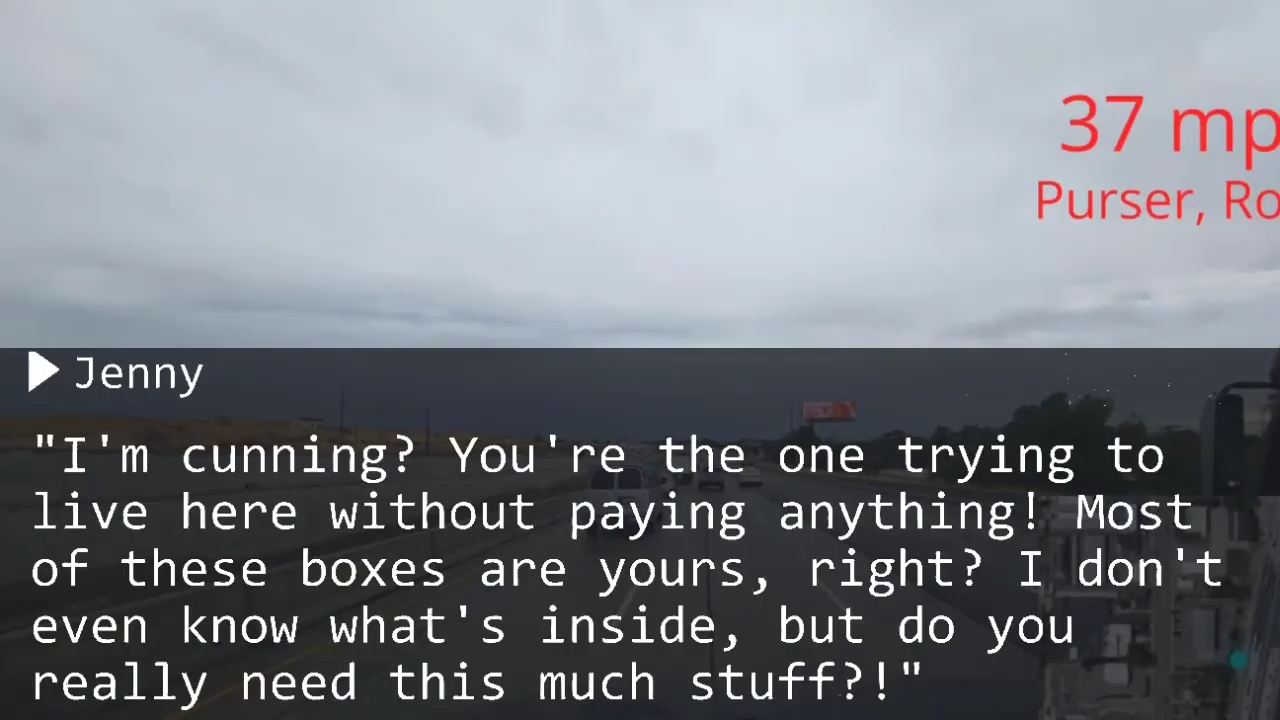 37 mp
Purser, Ro
Jenny
"I'm cunning? You're the one trying to
live here without paying anything! Most
of these boxes are yours, right? I don't
even know what's inside, but do you
really need this much stuff?!"